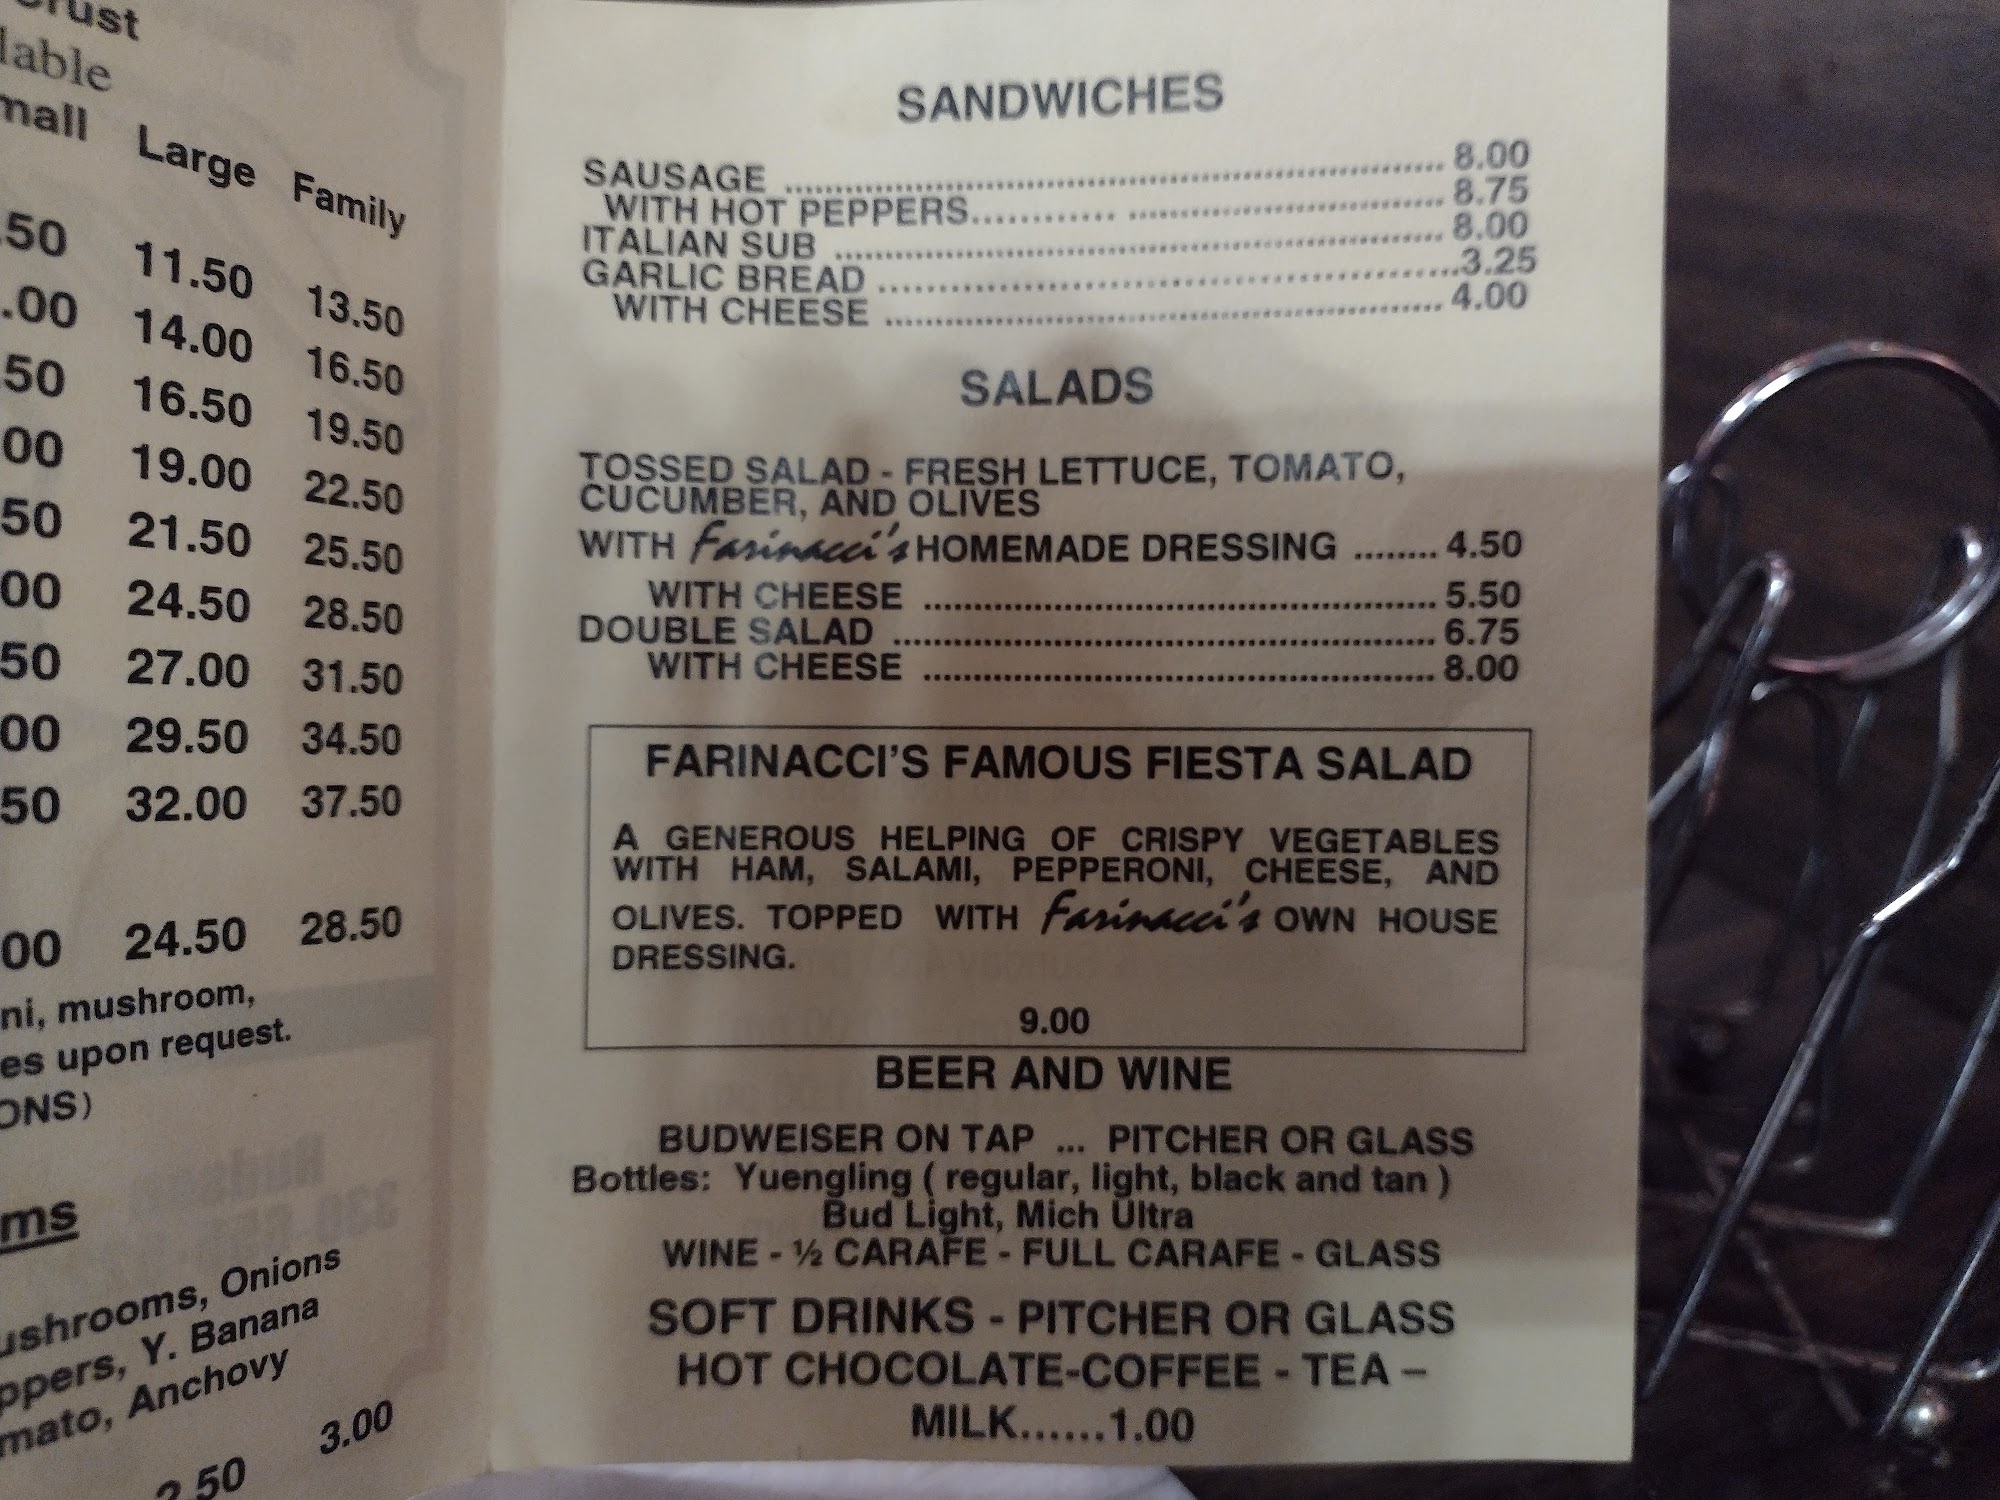 lable
Large Family
.50 11.50 13.50
.00 14.00 16.50
.50 16.50 19.50
00 19.00 22.50
50 21.50 25.50
00 24.50 28.50
50 27.00 31.50
00 29.50 34.50
50 32.00 37.50
00 24.50 28.50
ni, mushroom,
es upon request.
ONS)
ms
ushrooms, Onions
ppers, Y. Banana
mato, Anchovy
2.50 3.00
SANDWICHES
SAUSAGE ........................ 8.00
WITH HOT PEPPERS............ ........................ 8.75
ITALIAN SUB ........................ 8.00
GARLIC BREAD ........................3.25
WITH CHEESE ........................ 4.00
SALADS
TOSSED SALAD - FRESH LETTUCE, TOMATO,
CUCUMBER, AND OLIVES
WITH Farinacci's HOMEMADE DRESSING ........ 4.50
WITH CHEESE ........................ 5.50
DOUBLE SALAD ........................ 6.75
WITH CHEESE ........................ 8.00
FARINACCI'S FAMOUS FIESTA SALAD
A GENEROUS HELPING OF CRISPY VEGETABLES
WITH HAM, SALAMI, PEPPERONI, CHEESE, AND
OLIVES. TOPPED WITH Farinacci's OWN HOUSE
DRESSING.
9.00
BEER AND WINE
BUDWEISER ON TAP ... PITCHER OR GLASS
Bottles: Yuengling ( regular, light, black and tan )
Bud Light, Mich Ultra
WINE - ½ CARAFE - FULL CARAFE - GLASS
SOFT DRINKS - PITCHER OR GLASS
HOT CHOCOLATE-COFFEE - TEA –
MILK......1.00